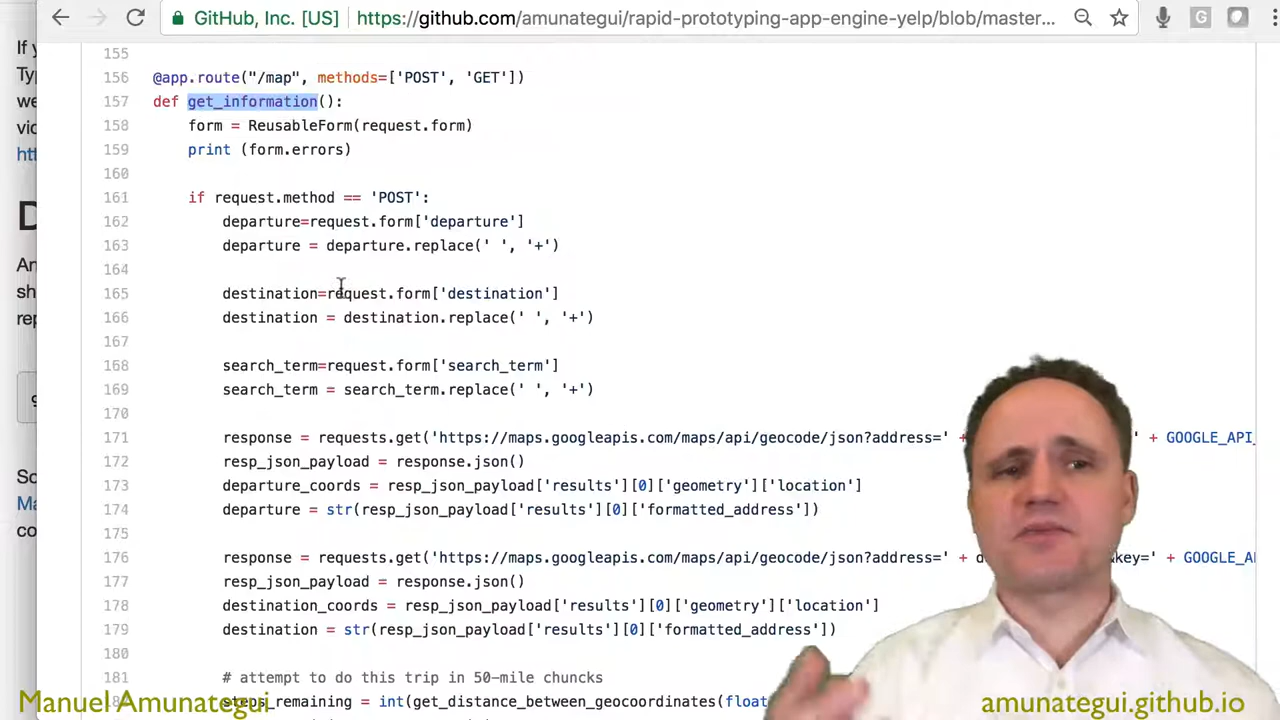 GitHub, Inc. [US]
https://github.com/amunategui/rapid-prototyping-app-engine-yelp/blob/master...
155
156 @app.route("/map", methods=['POST', 'GET'])
157 def get_information():
158 form = ReusableForm(request.form)
159 print (form.errors)
160
161 if request.method == 'POST':
162 departure=request.form['departure']
163 departure = departure.replace(' ', '+')
164
165 destination=request.form['destination']
166 destination = destination.replace(' ', '+')
167
168 search_term=request.form['search_term']
169 search_term = search_term.replace(' ', '+')
170
171 response = requests.get('https://maps.googleapis.com/maps/api/geocode/json?address=' + ' + GOOGLE_API_
172 resp_json_payload = response.json()
173 departure_coords = resp_json_payload['results'][0]['geometry']['location']
174 departure = str(resp_json_payload['results'][0]['formatted_address'])
175
176 response = requests.get('https://maps.googleapis.com/maps/api/geocode/json?address=' + d &key=' + GOOGLE_A
177 resp_json_payload = response.json()
178 destination_coords = resp_json_payload['results'][0]['geometry']['location']
179 destination = str(resp_json_payload['results'][0]['formatted_address'])
180
181 # attempt to do this trip in 50-mile chuncks
steps_remaining = int(get_distance_between_geocoordinates(float
Manuel Amunategui
amunategui.github.io